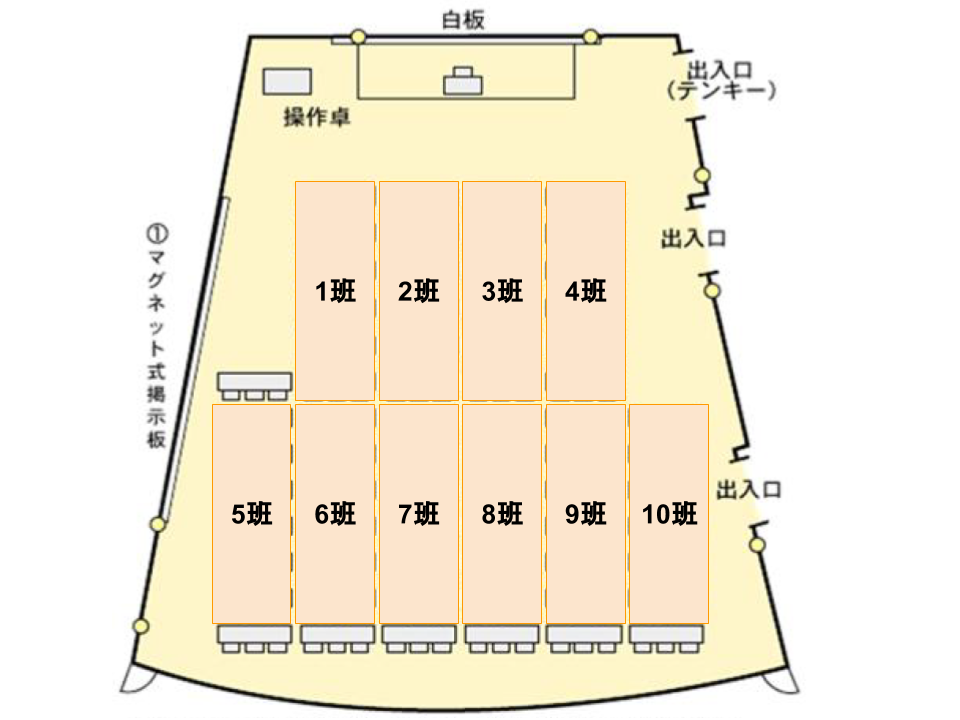 白板
操作卓
出入口
（テンキー）
出入口
①マグネット式掲示板
1班
2班
3班
4班
5班
6班
7班
8班
9班
10班
出入口